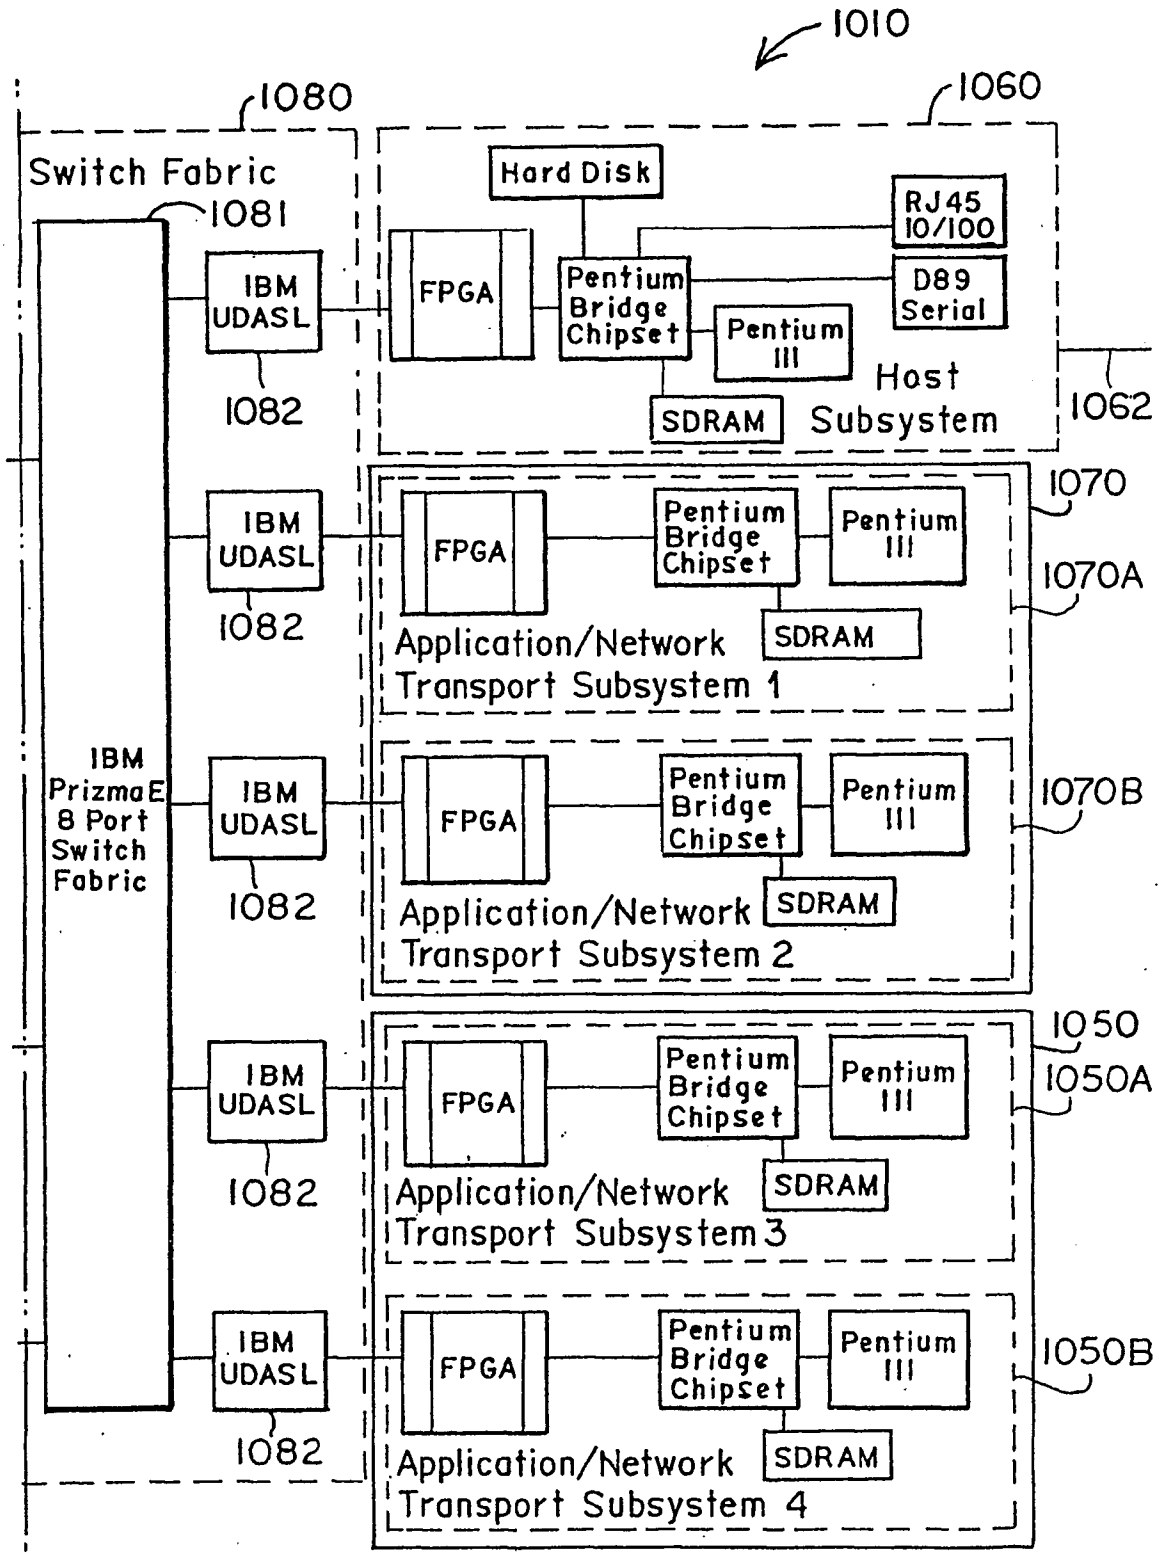 1010
1080
1060
Switch Fabric
1081
Hard Disk
RJ45
10/100
IBM
UDASL
FPGA
Pentium
Bridge
Chipset
D89
Serial
Pentium
III
Host
Subsystem
1082
SDRAM
1062
1070
IBM
UDASL
FPGA
Pentium
Bridge
Chipset
Pentium
III
1070A
1082
SDRAM
Application/Network
Transport Subsystem 1
IBM
PrizmaE
8 Port
Switch
Fabric
IBM
UDASL
FPGA
Pentium
Bridge
Chipset
Pentium
III
1070B
1082
SDRAM
Application/Network
Transport Subsystem 2
1050
IBM
UDASL
FPGA
Pentium
Bridge
Chipset
Pentium
III
1050A
1082
SDRAM
Application/Network
Transport Subsystem 3
IBM
UDASL
FPGA
Pentium
Bridge
Chipset
Pentium
III
1050B
1082
SDRAM
Application/Network
Transport Subsystem 4